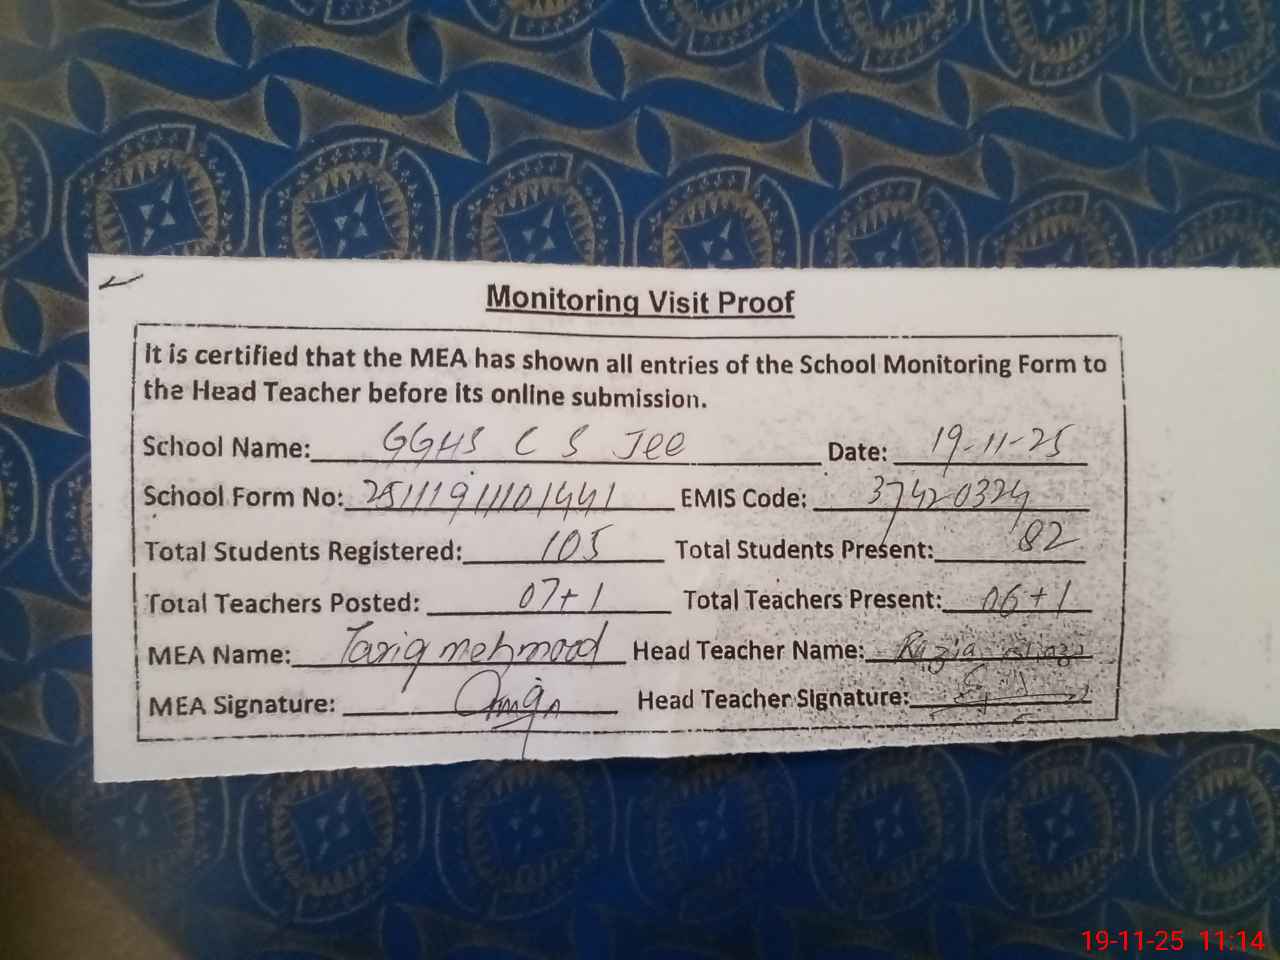 Monitoring Visit Proof
It is certified that the MEA has shown all entries of the School Monitoring Form to
the Head Teacher before its online submission.
School Name: GGHS C S Jee Date: 19-11-25
School Form No: 25111911101441 EMIS Code: 37420324
Total Students Registered: 105 Total Students Present: 82
Total Teachers Posted: 07+1 Total Teachers Present: 06+1
MEA Name: Tariq mehmood Head Teacher Name: Razia
MEA Signature: Head Teacher Signature:
19-11-25 11:14